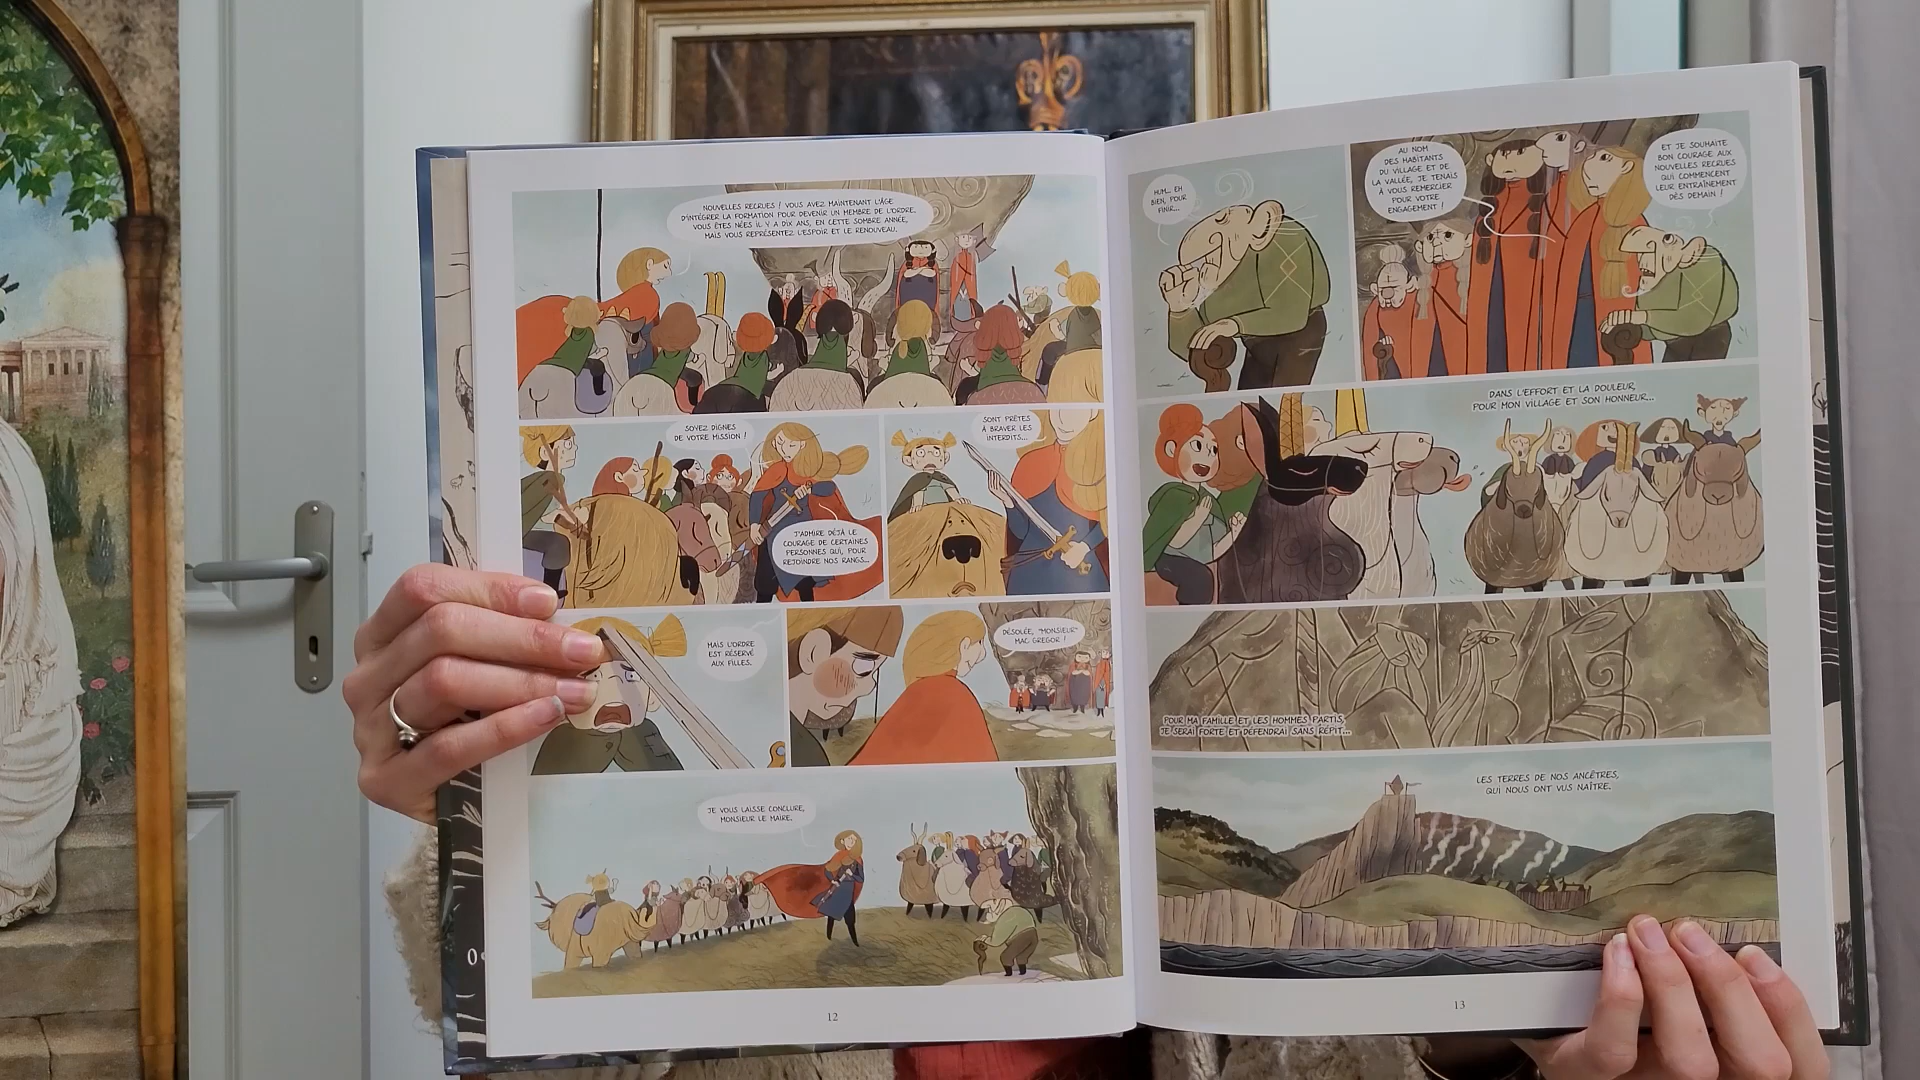 NOUVELLES RECRUES ! VOUS AVEZ MAINTENANT L'ÂGE
D'INTÉGRER LA FORMATION POUR DEVENIR UN MEMBRE DE L'ORDRE.
VOUS ÊTES NÉES IL Y A DIX ANS, EN CETTE SOMBRE ANNÉE,
MAIS VOUS REPRÉSENTEZ L'ESPOIR ET LE RENOUVEAU.
SOYEZ DIGNES
DE VOTRE MISSION !
J'ADMIRE DÉJÀ LE
COURAGE DE CERTAINES
PERSONNES QUI, POUR
REJOINDRE NOS RANGS...
SONT PRÊTES
À BRAVER LES
INTERDITS...
MAIS L'ORDRE
EST RÉSERVÉ
AUX FILLES.
DÉSOLÉE, "MONSIEUR"
MAC GREGOR !
JE VOUS LAISSE CONCLURE,
MONSIEUR LE MAIRE.
12
HUM... EH
BIEN, POUR
FINIR...
AU NOM
DES HABITANTS
DU VILLAGE ET DE
LA VALLÉE, JE TENAIS
À VOUS REMERCIER
POUR VOTRE
ENGAGEMENT !
ET JE SOUHAITE
BON COURAGE AUX
NOUVELLES RECRUES
QUI COMMENCENT
LEUR ENTRAÎNEMENT
DÈS DEMAIN !
DANS L'EFFORT ET LA DOULEUR,
POUR MON VILLAGE ET SON HONNEUR...
POUR MA FAMILLE ET LES HOMMES PARTIS,
JE SERAI FORTE ET DÉFENDRAI SANS RÉPIT...
LES TERRES DE NOS ANCÊTRES,
QUI NOUS ONT VUS NAÎTRE.
13